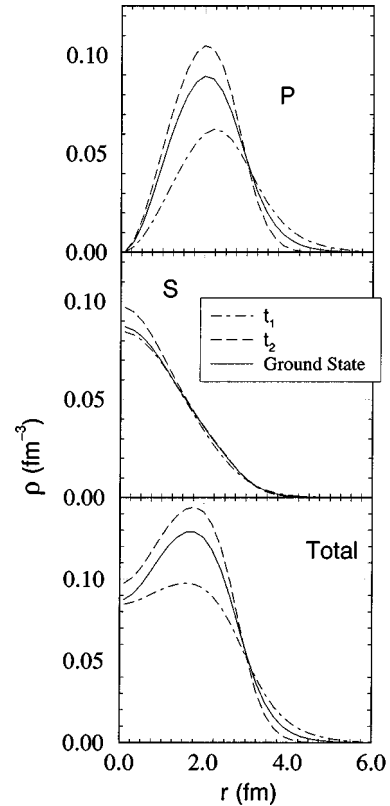 0.10
P
0.05
0.00
S
0.10
t₁
t₂
Ground State
0.05
ρ (fm⁻³)
0.00
Total
0.10
0.05
0.00
0.0 2.0 4.0 6.0
r (fm)